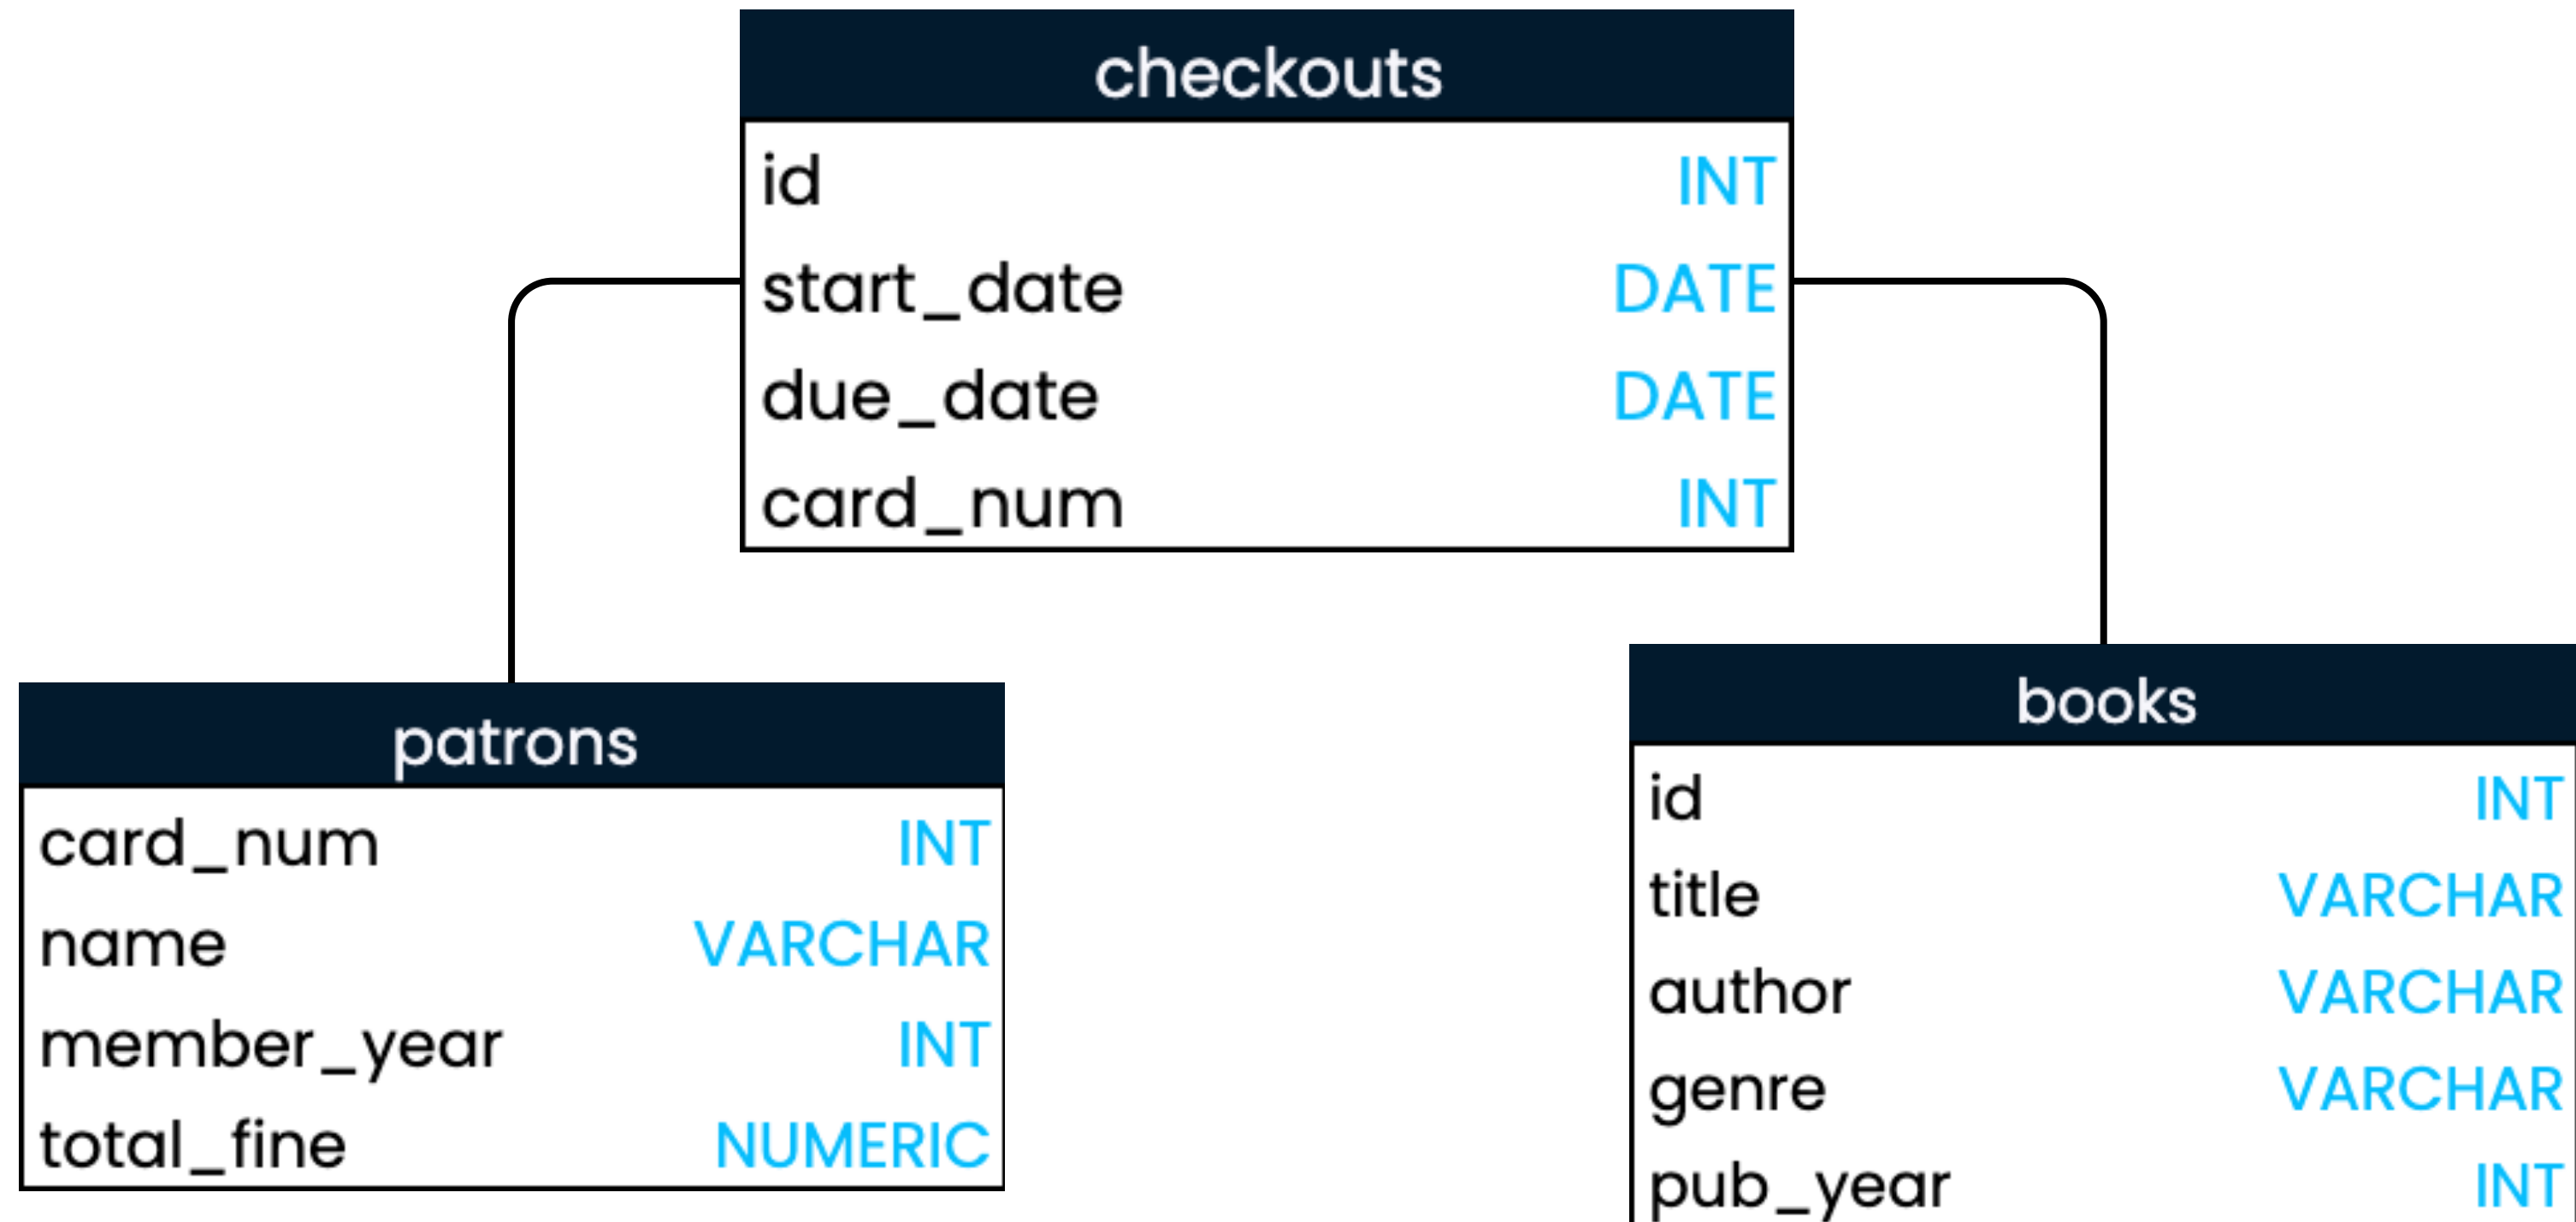 checkouts
id INT
start_date DATE
due_date DATE
card_num INT
patrons
card_num INT
name VARCHAR
member_year INT
total_fine NUMERIC
books
id INT
title VARCHAR
author VARCHAR
genre VARCHAR
pub_year INT